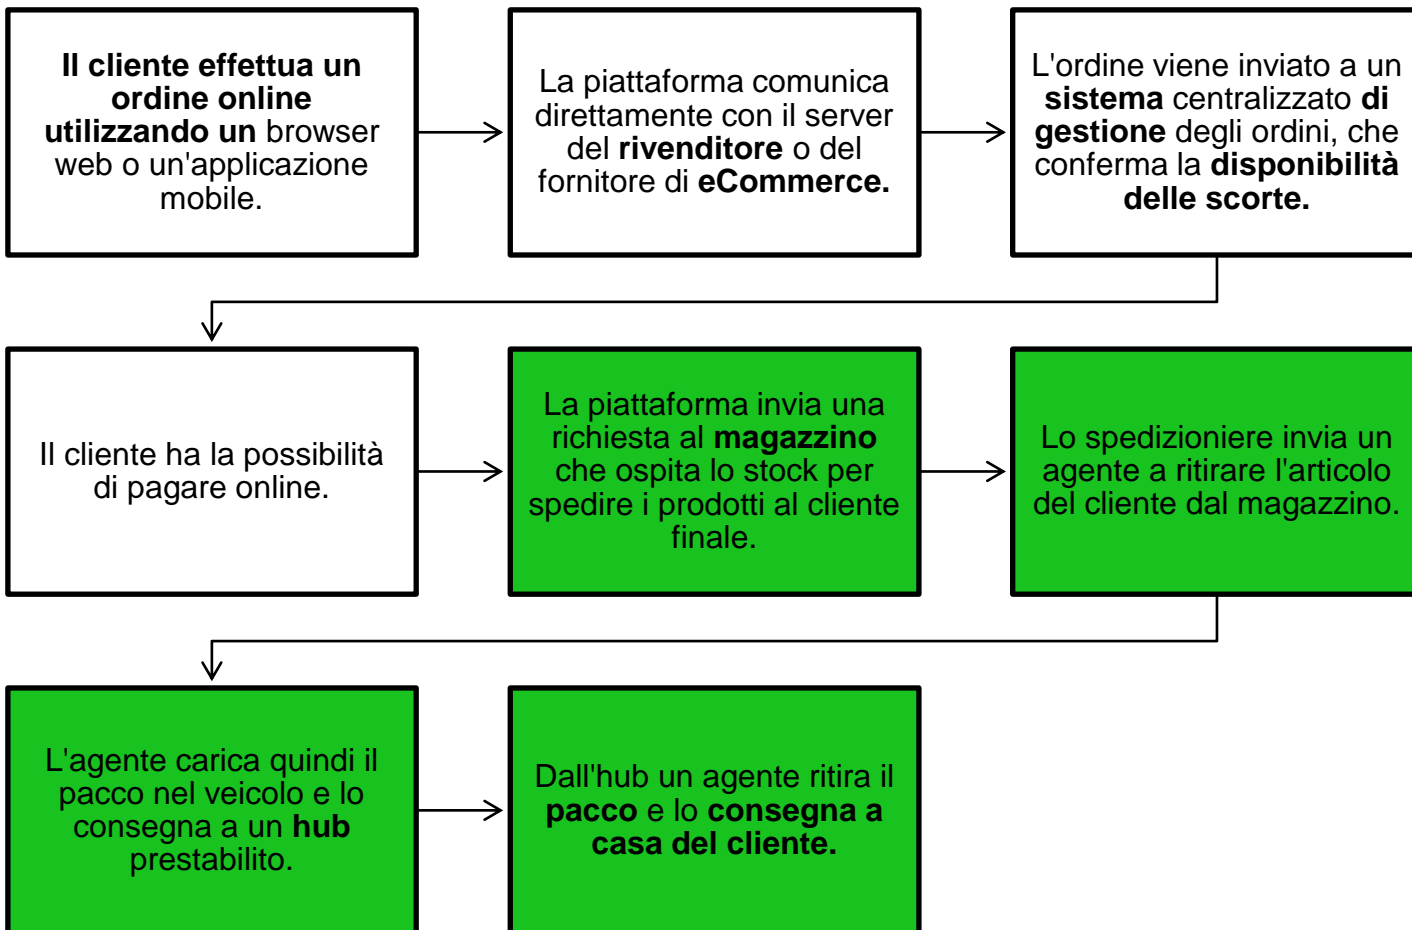 Il cliente effettua un
ordine online
utilizzando un browser
web o un'applicazione
mobile.
La piattaforma comunica
direttamente con il server
del rivenditore o del
fornitore di eCommerce.
L'ordine viene inviato a un
sistema centralizzato di
gestione degli ordini, che
conferma la disponibilità
delle scorte.
Il cliente ha la possibilità
di pagare online.
La piattaforma invia una
richiesta al magazzino
che ospita lo stock per
spedire i prodotti al cliente
finale.
Lo spedizioniere invia un
agente a ritirare l'articolo
del cliente dal magazzino.
L'agente carica quindi il
pacco nel veicolo e lo
consegna a un hub
prestabilito.
Dall'hub un agente ritira il
pacco e lo consegna a
casa del cliente.